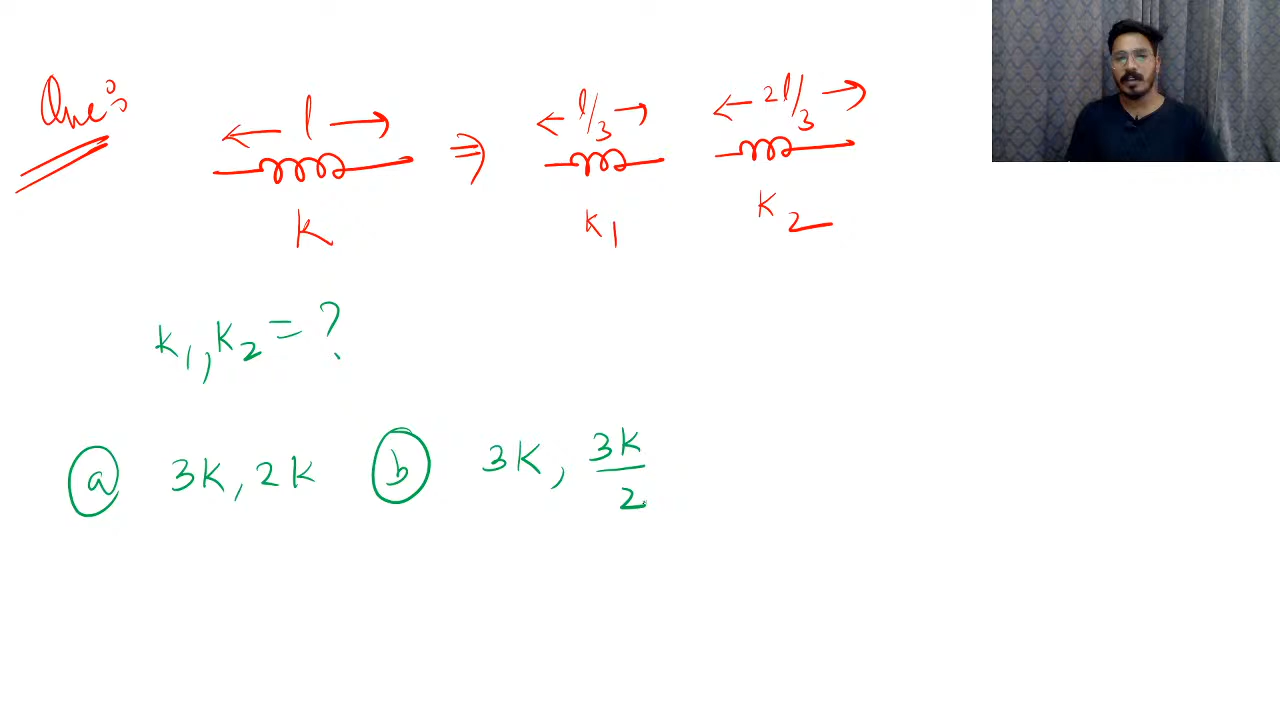 Que:
l l/3 2l/3
⇒
K K1 K2
K1, K2 = ?
(a) 3K, 2K (b) 3K, 3K/2